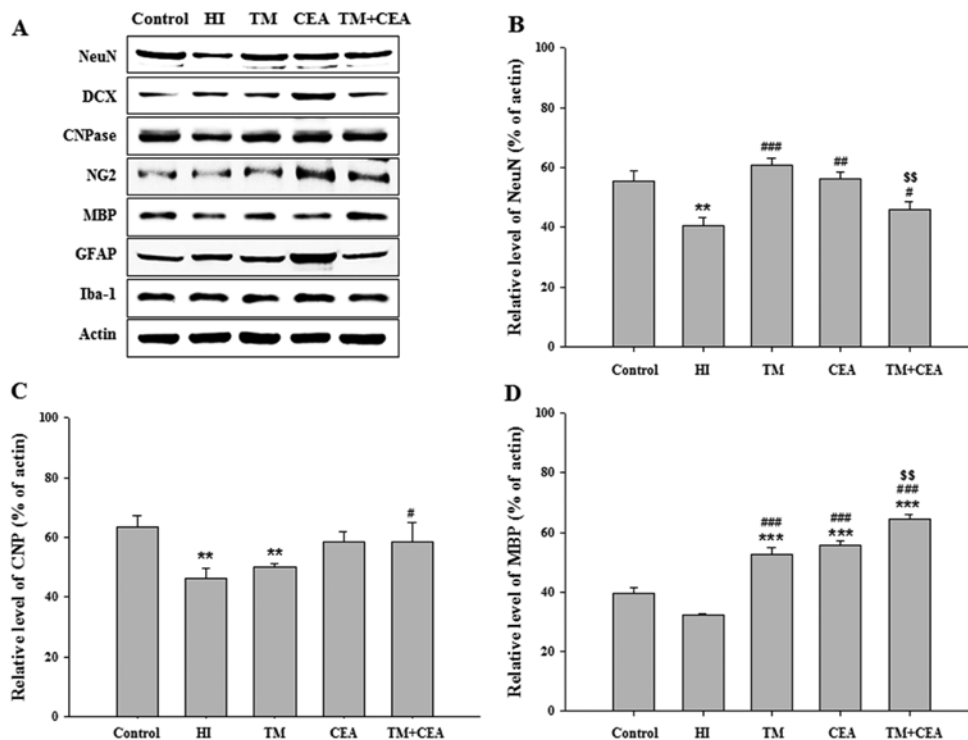 A
Control HI TM CEA TM+CEA
NeuN
DCX
CNPase
NG2
MBP
GFAP
Iba-1
Actin
B
Relative level of NeuN (% of actin)
100
80
60
40
20
0
**
###
##
$$
#
Control HI TM CEA TM+CEA
C
Relative level of CNP (% of actin)
100
80
60
40
20
0
**
**
#
Control HI TM CEA TM+CEA
D
Relative level of MBP (% of actin)
100
80
60
40
20
0
###
***
###
***
$$
###
***
Control HI TM CEA TM+CEA